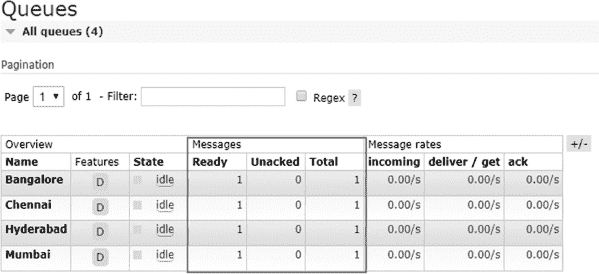 Queues
All queues (4)
Pagination
Page 1 of 1 - Filter: Regex ?
Overview Messages Message rates +/-
Name Features State Ready Unacked Total incoming deliver / get ack
Bangalore D idle 1 0 1 0.00/s 0.00/s 0.00/s
Chennai D idle 1 0 1 0.00/s 0.00/s 0.00/s
Hyderabad D idle 1 0 1 0.00/s 0.00/s 0.00/s
Mumbai D idle 1 0 1 0.00/s 0.00/s 0.00/s